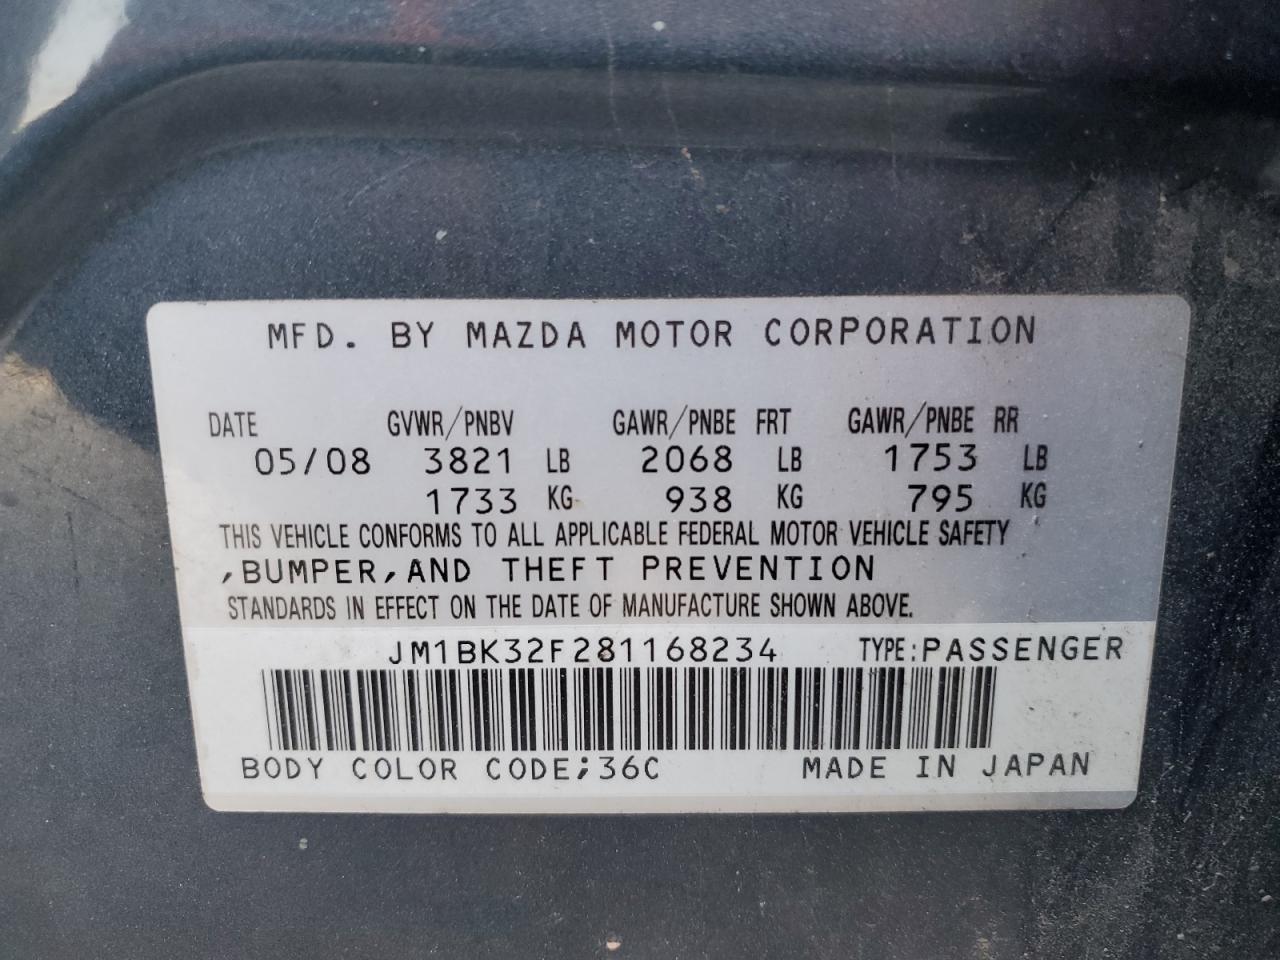 MFD. BY MAZDA MOTOR CORPORATION
DATE GVWR/PNBV GAWR/PNBE FRT GAWR/PNBE RR
05/08 3821 LB 2068 LB 1753 LB
1733 KG 938 KG 795 KG
THIS VEHICLE CONFORMS TO ALL APPLICABLE FEDERAL MOTOR VEHICLE SAFETY
,BUMPER,AND THEFT PREVENTION
STANDARDS IN EFFECT ON THE DATE OF MANUFACTURE SHOWN ABOVE.
JM1BK32F281168234 TYPE:PASSENGER
BODY COLOR CODE;36C MADE IN JAPAN